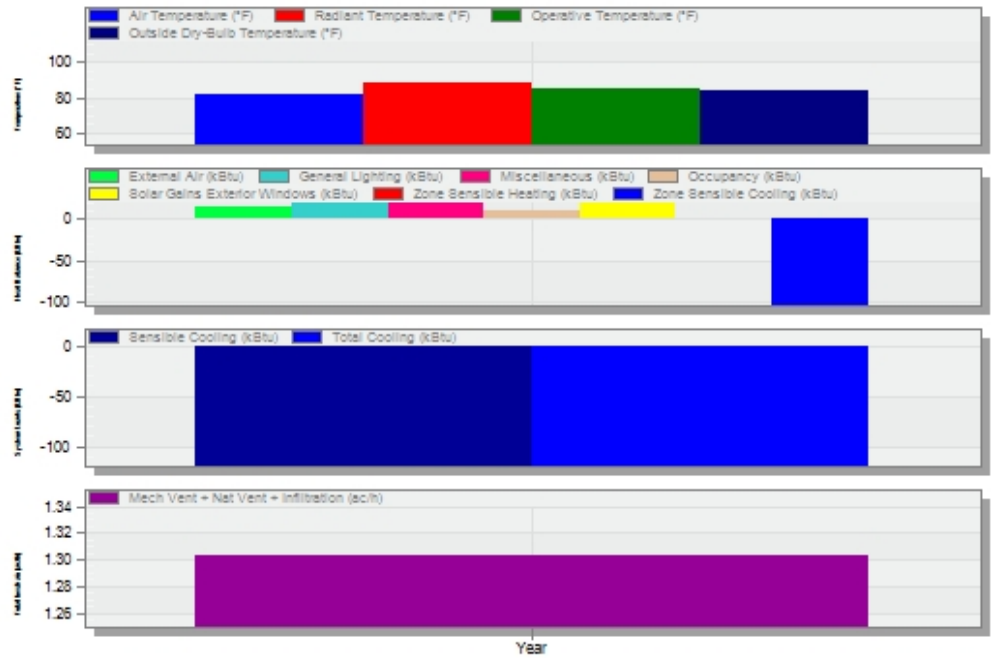 Air Temperature (°F) Radiant Temperature (°F) Operative Temperature (°F)
Outside Dry-Bulb Temperature (°F)
100
80
60
External Air (kBtu) General Lighting (kBtu) Miscellaneous (kBtu) Occupancy (kBtu)
Solar Gains Exterior Windows (kBtu) Zone Sensible Heating (kBtu) Zone Sensible Cooling (kBtu)
0
-50
-100
Sensible Cooling (kBtu) Total Cooling (kBtu)
0
-50
-100
Mech Vent + Nat Vent + Infiltration (ac/h)
1.34
1.32
1.30
1.28
1.26
Year